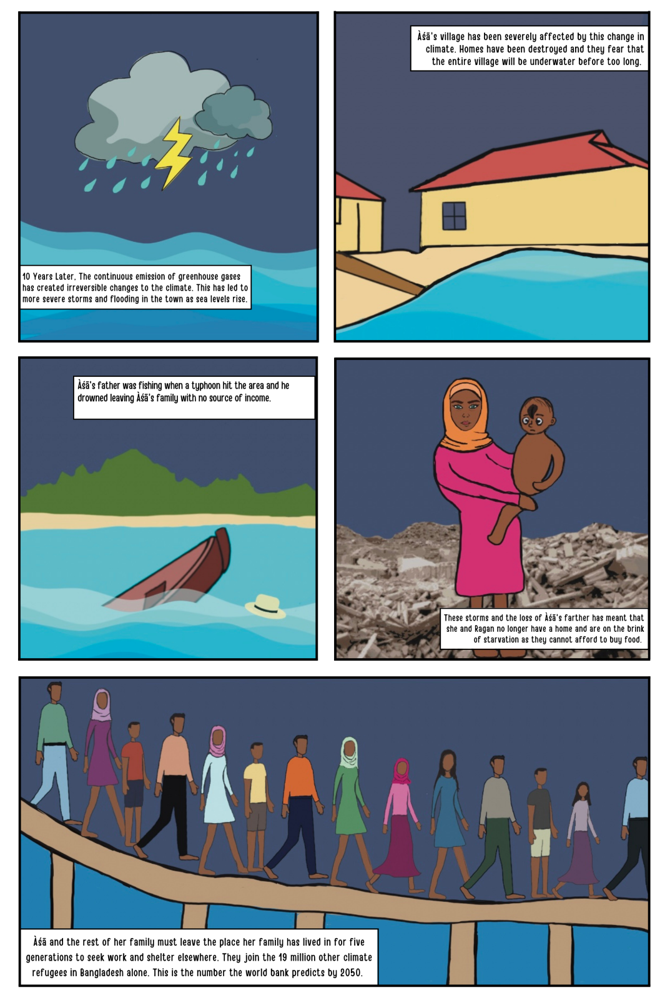 10 Years Later, The continuous emission of greenhouse gases
has created irreversible changes to the climate. This has led to
more severe storms and flooding in the town as sea levels rise.
Àśā's village has been severely affected by this change in
climate. Homes have been destroyed and they fear that
the entire village will be underwater before too long.
Àśā's father was fishing when a typhoon hit the area and he
drowned leaving Àśā's family with no source of income.
These storms and the loss of Àśā's farther has meant that
she and Ragan no longer have a home and are on the brink
of starvation as they cannot afford to buy food.
Àśā and the rest of her family must leave the place her family has lived in for five
generations to seek work and shelter elsewhere. They join the 19 million other climate
refugees in Bangladesh alone. This is the number the world bank predicts by 2050.